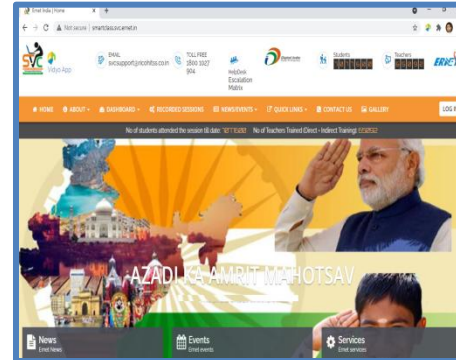 Ernet India | Home
Not secure | smartclass.svc.ernet.in
SVC
Vidyo App
EMAIL
svcsupport@ricohitss.co.in
TOLL FREE
1800 1027
904
HelpDesk
Escalation
Matrix
Students
Teachers
ERNET
HOME ABOUT DASHBOARD RECORDED SESSIONS NEWS/EVENTS QUICK LINKS CONTACT US GALLERY
No of students attended the session till date: No of Teachers Trained (Direct - Indirect Training):
AZADI KA AMRIT MAHOTSAV
News
Ernet News
Events
Ernet events
Services
Ernet services